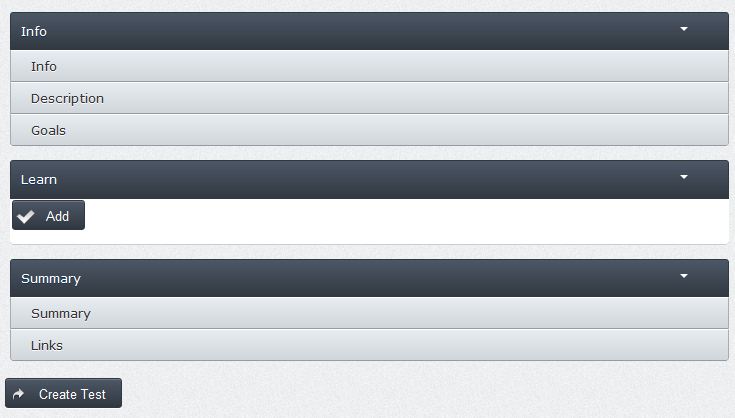 Info
Info
Description
Goals
Learn
Add
Summary
Summary
Links
Create Test